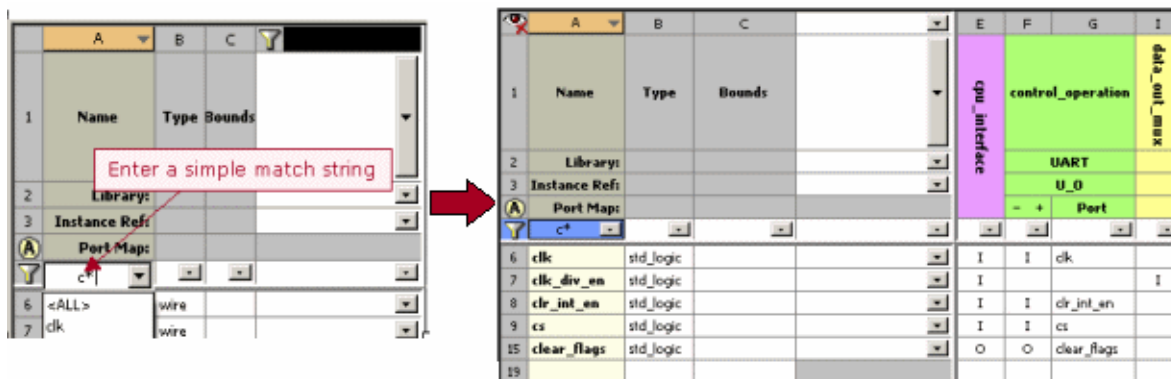 A B C
1 Name Type Bounds
Enter a simple match string
2 Library:
3 Instance Ref:
A Port Map:
c*
6 <ALL> wire
7 clk wire
A B C E F G I
1 Name Type Bounds cpu_interface control_operation data_out_mux
2 Library: UART
3 Instance Ref: U_0
A Port Map: - + Port
c*
6 clk std_logic I I clk
7 clk_div_en std_logic I I
8 clr_int_en std_logic I I clr_int_en
9 cs std_logic I I cs
15 clear_flags std_logic O O clear_flags
19